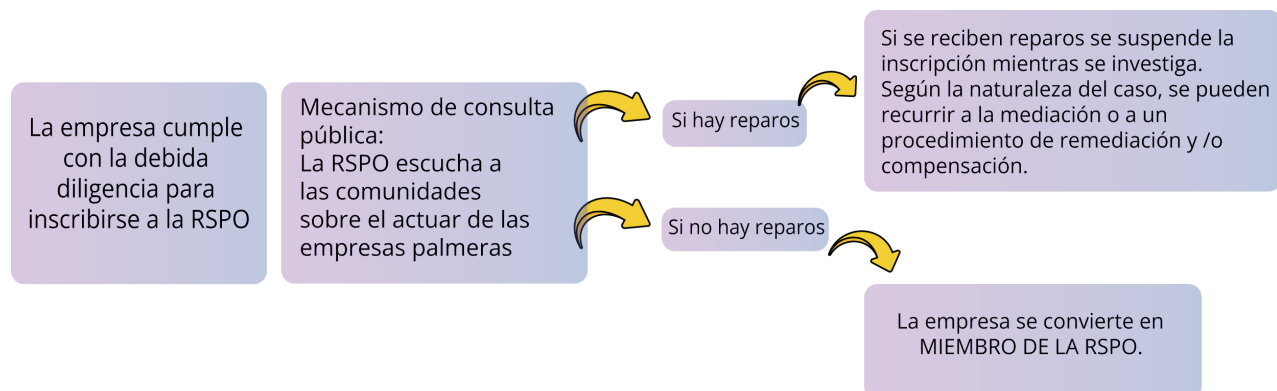 La empresa cumple
con la debida
diligencia para
inscribirse a la RSPO
Mecanismo de consulta
pública:
La RSPO escucha a
las comunidades
sobre el actuar de las
empresas palmeras
Si hay reparos
Si se reciben reparos se suspende la
inscripción mientras se investiga.
Según la naturaleza del caso, se pueden
recurrir a la mediación o a un
procedimiento de remediación y /o
compensación.
Si no hay reparos
La empresa se convierte en
MIEMBRO DE LA RSPO.